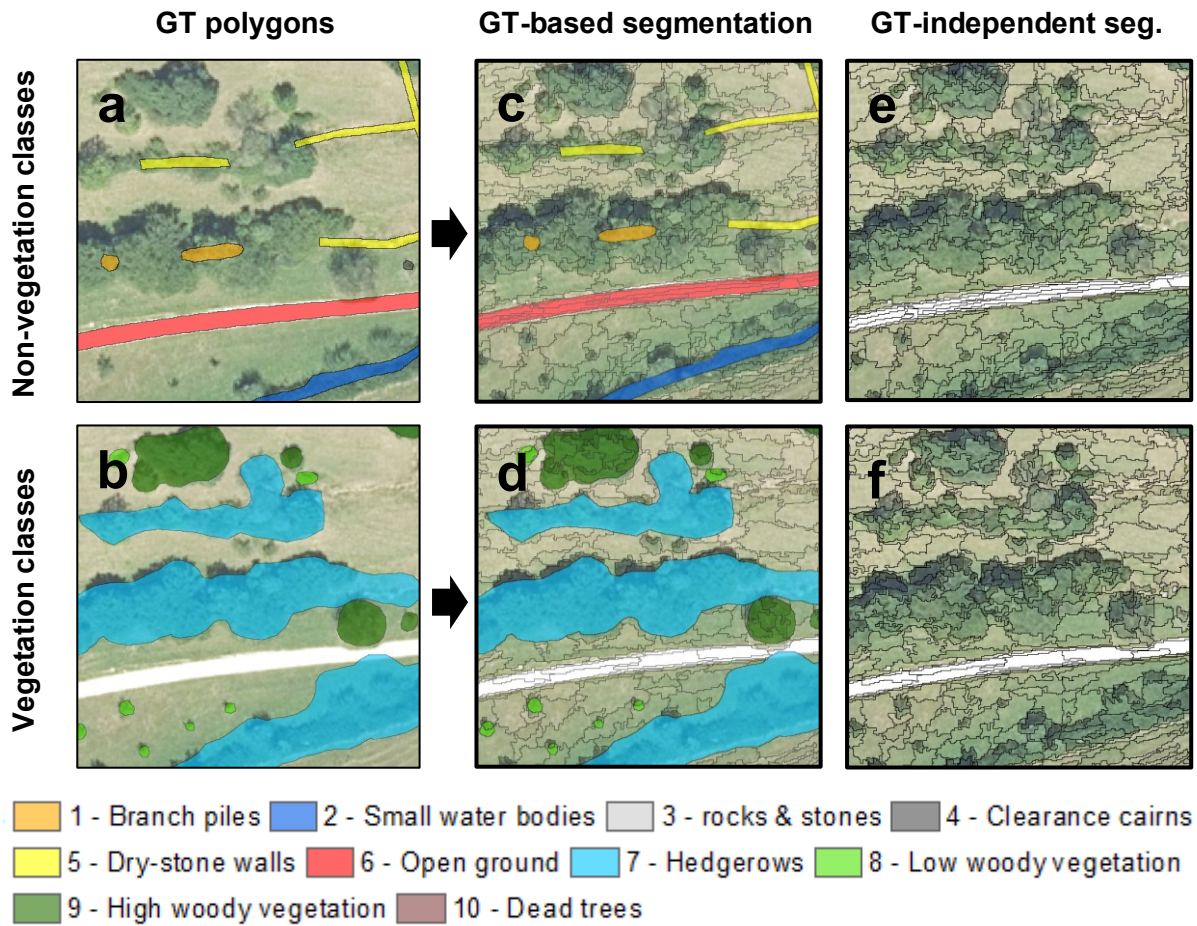 GT polygons GT-based segmentation GT-independent seg.
Non-vegetation classes
a c e
Vegetation classes
b d f
1 - Branch piles 2 - Small water bodies 3 - rocks & stones 4 - Clearance cairns
5 - Dry-stone walls 6 - Open ground 7 - Hedgerows 8 - Low woody vegetation
9 - High woody vegetation 10 - Dead trees